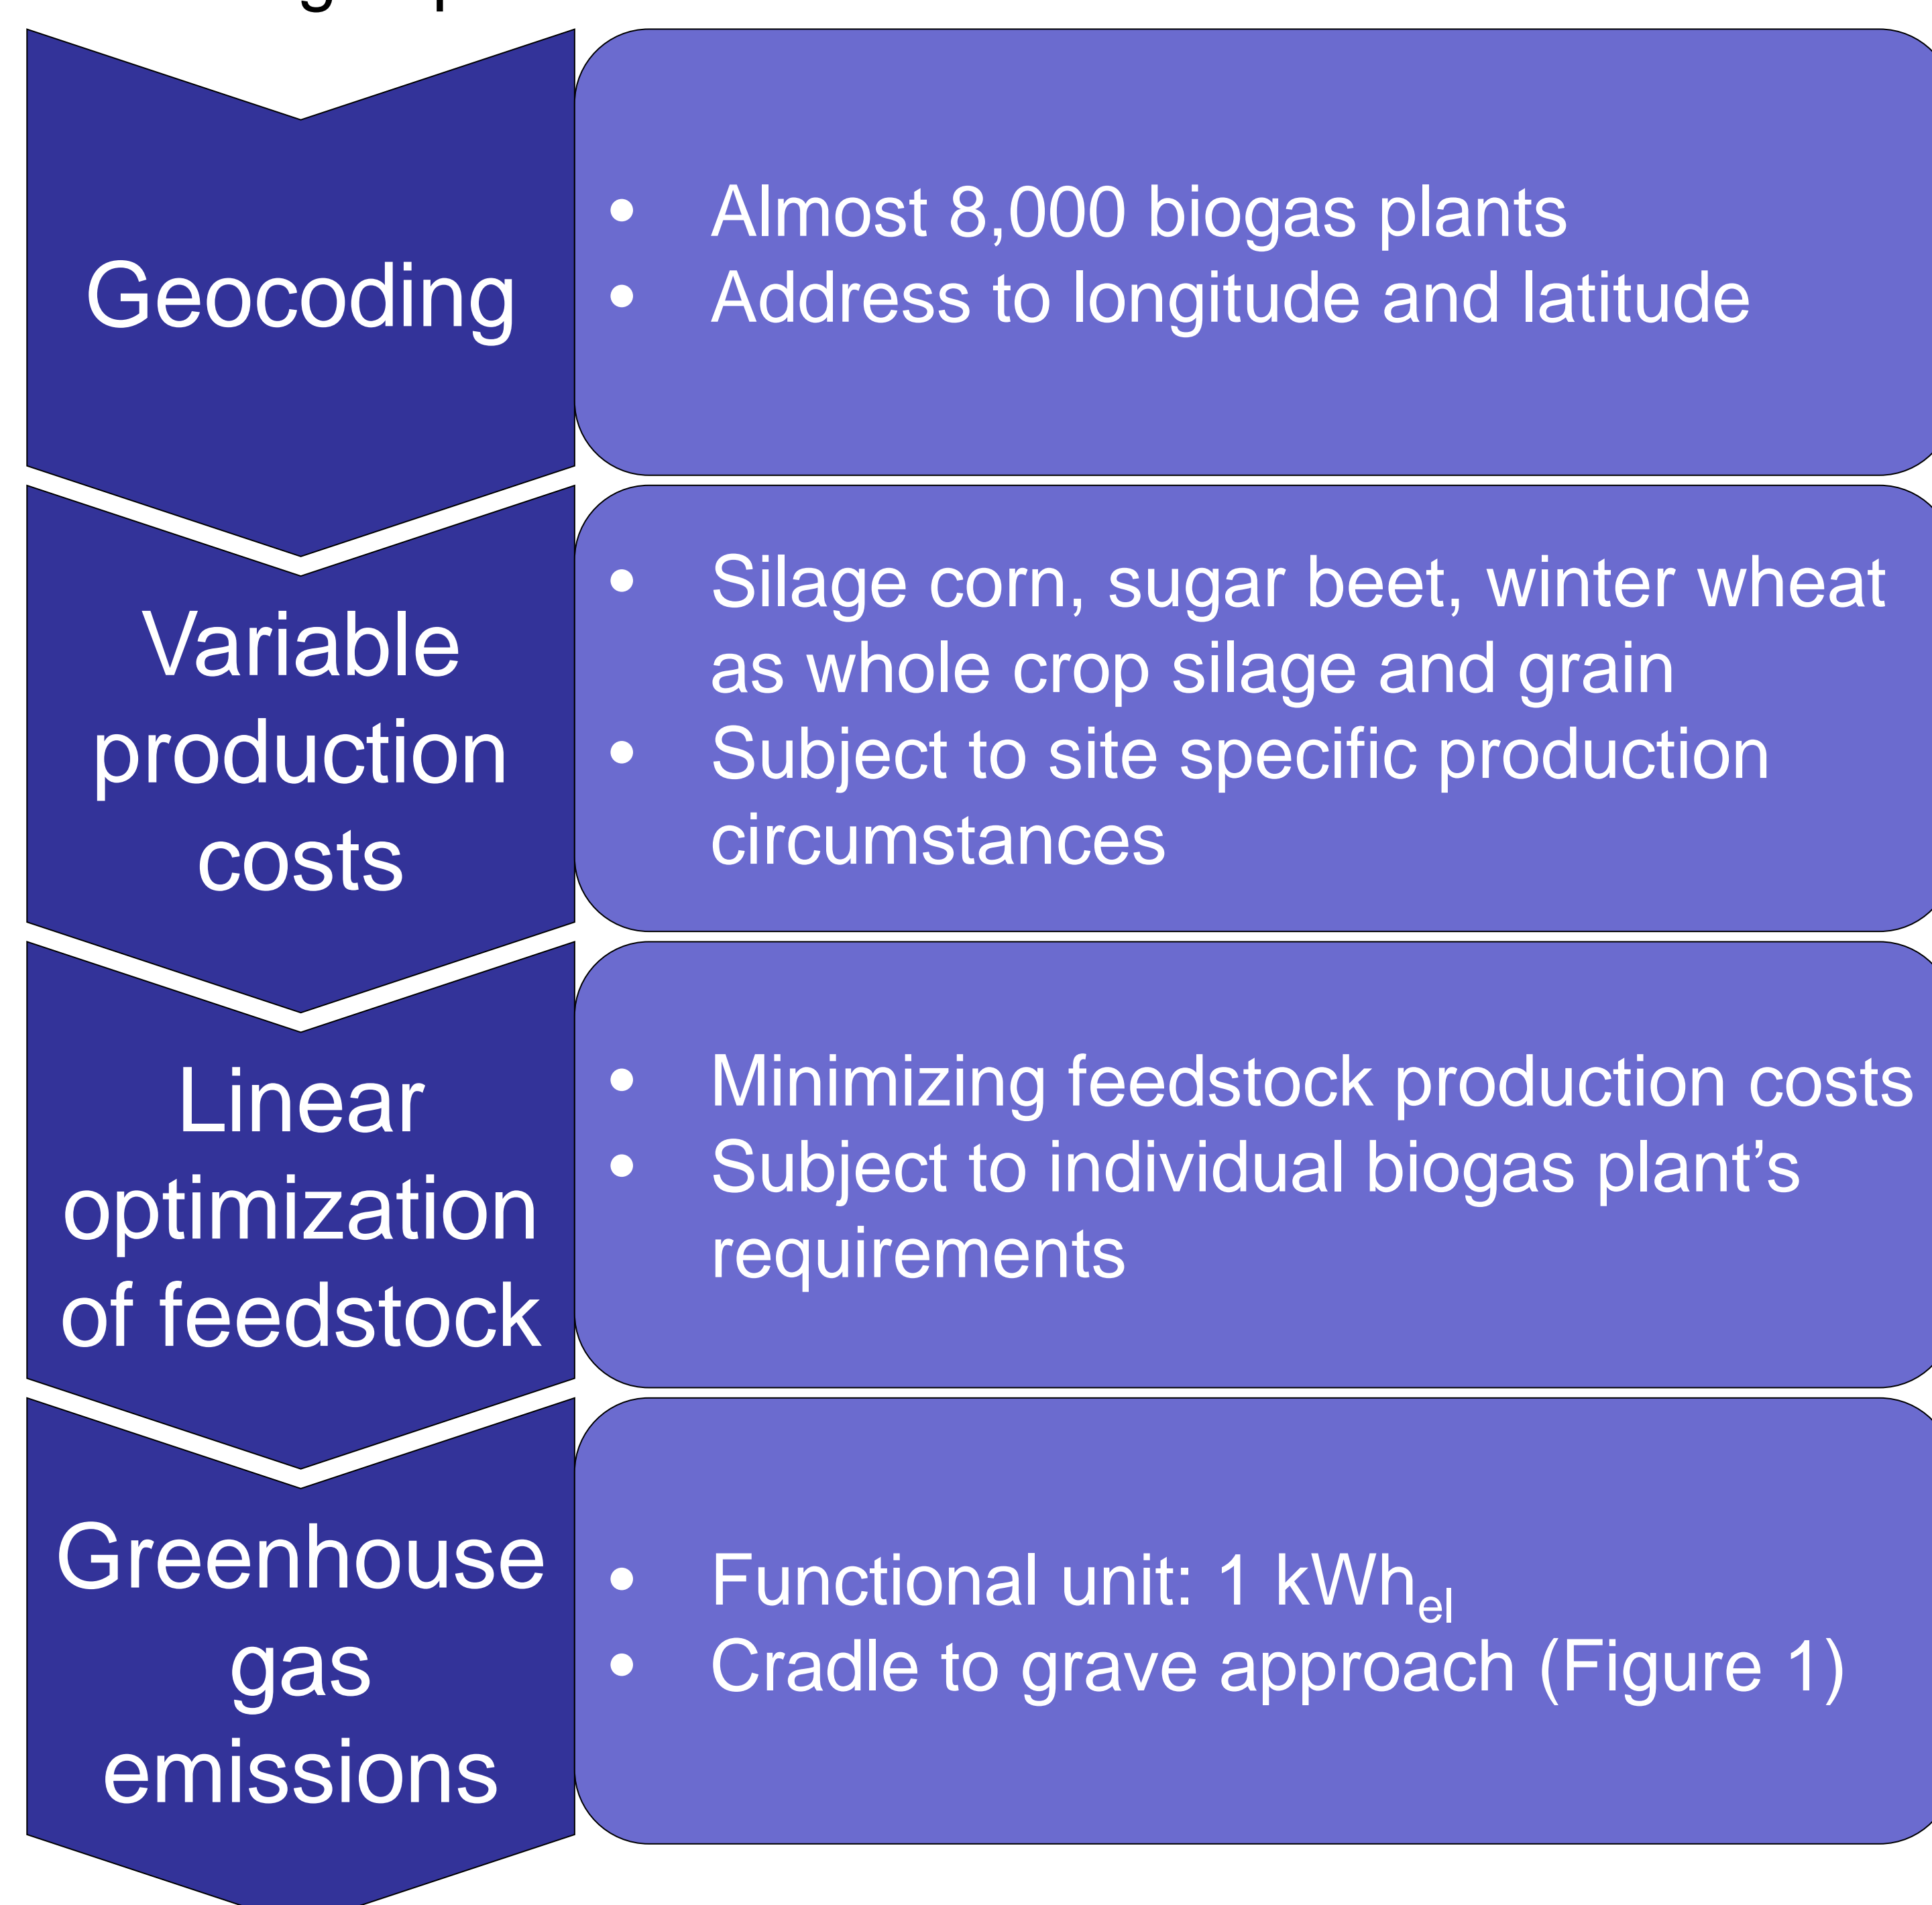 Geocoding
• Almost 8,000 biogas plants
• Address to longitude and latitude
Variable
production
costs
• Silage corn, sugar beet, winter wheat
as whole crop silage and grain
• Subject to site specific production
circumstances
Linear
optimization
of feedstock
• Minimizing feedstock production costs
• Subject to individual biogas plant’s
requirements
Greenhouse
gas
emissions
• Functional unit: 1 kWhel
• Cradle to grave approach (Figure 1)